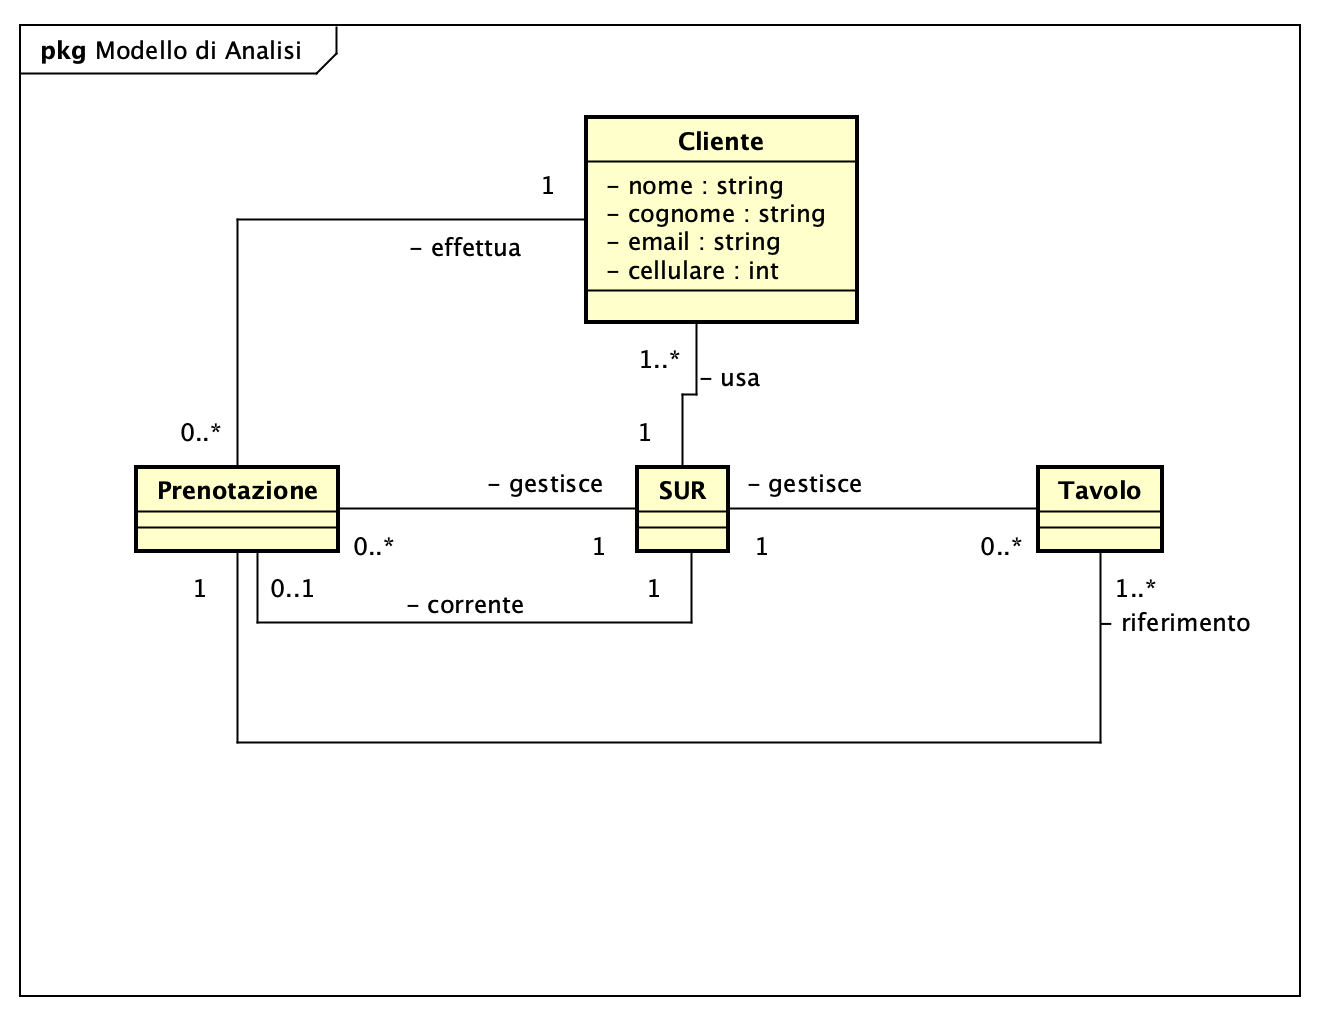 pkg Modello di Analisi
Cliente
- nome : string
- cognome : string
- email : string
- cellulare : int
1
- effettua
1..*
- usa
0..*
1
Prenotazione
- gestisce
SUR
- gestisce
Tavolo
0..*
1
1
0..*
1
0..1
- corrente
1
1..*
- riferimento